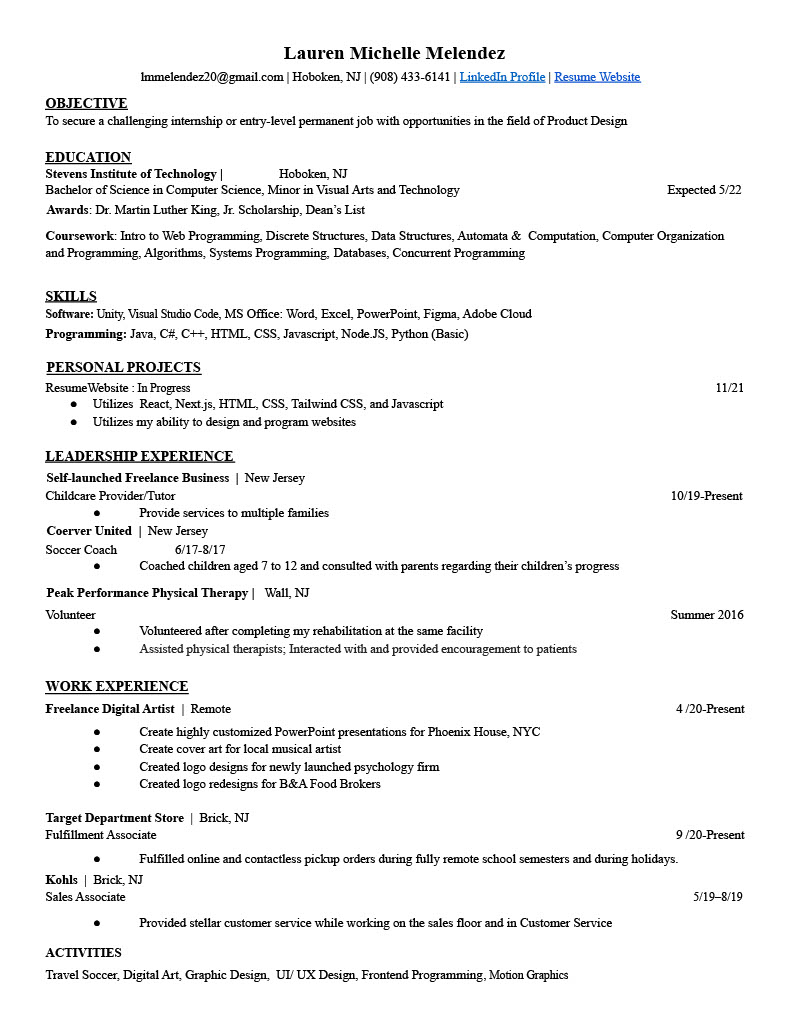 Lauren Michelle Melendez
lmmelendez20@gmail.com | Hoboken, NJ | (908) 433-6141 | LinkedIn Profile | Resume Website
OBJECTIVE
To secure a challenging internship or entry-level permanent job with opportunities in the field of Product Design
EDUCATION
Stevens Institute of Technology | Hoboken, NJ
Bachelor of Science in Computer Science, Minor in Visual Arts and Technology Expected 5/22
Awards: Dr. Martin Luther King, Jr. Scholarship, Dean’s List
Coursework: Intro to Web Programming, Discrete Structures, Data Structures, Automata & Computation, Computer Organization
and Programming, Algorithms, Systems Programming, Databases, Concurrent Programming
SKILLS
Software: Unity, Visual Studio Code, MS Office: Word, Excel, PowerPoint, Figma, Adobe Cloud
Programming: Java, C#, C++, HTML, CSS, Javascript, Node.JS, Python (Basic)
PERSONAL PROJECTS
ResumeWebsite : In Progress 11/21
● Utilizes React, Next.js, HTML, CSS, Tailwind CSS, and Javascript
● Utilizes my ability to design and program websites
LEADERSHIP EXPERIENCE
Self-launched Freelance Business | New Jersey
Childcare Provider/Tutor 10/19-Present
● Provide services to multiple families
Coerver United | New Jersey
Soccer Coach 6/17-8/17
● Coached children aged 7 to 12 and consulted with parents regarding their children’s progress
Peak Performance Physical Therapy | Wall, NJ
Volunteer Summer 2016
● Volunteered after completing my rehabilitation at the same facility
● Assisted physical therapists; Interacted with and provided encouragement to patients
WORK EXPERIENCE
Freelance Digital Artist | Remote 4 /20-Present
● Create highly customized PowerPoint presentations for Phoenix House, NYC
● Create cover art for local musical artist
● Created logo designs for newly launched psychology firm
● Created logo redesigns for B&A Food Brokers
Target Department Store | Brick, NJ
Fulfillment Associate 9 /20-Present
● Fulfilled online and contactless pickup orders during fully remote school semesters and during holidays.
Kohls | Brick, NJ
Sales Associate 5/19–8/19
● Provided stellar customer service while working on the sales floor and in Customer Service
ACTIVITIES
Travel Soccer, Digital Art, Graphic Design, UI/ UX Design, Frontend Programming, Motion Graphics